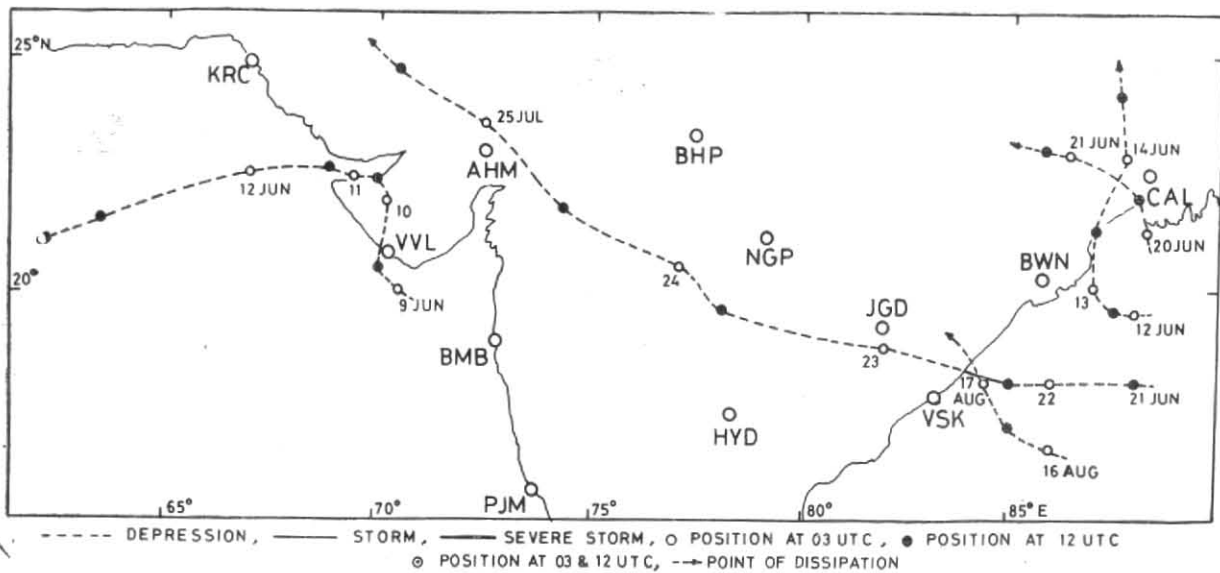 25°N
KRC
25 JUL
21 JUN
14 JUN
BHP
AHM
CAL
12 JUN
11
10
VVL
NGP
20 JUN
BWN
20°
24
9 JUN
13
12 JUN
JGD
BMB
23
17 AUG
22
21 JUN
VSK
HYD
16 AUG
PJM
65° 70° 75° 80° 85° E
DEPRESSION, STORM, SEVERE STORM, POSITION AT 03 UTC, POSITION AT 12 UTC
POSITION AT 03 & 12 UTC, POINT OF DISSIPATION